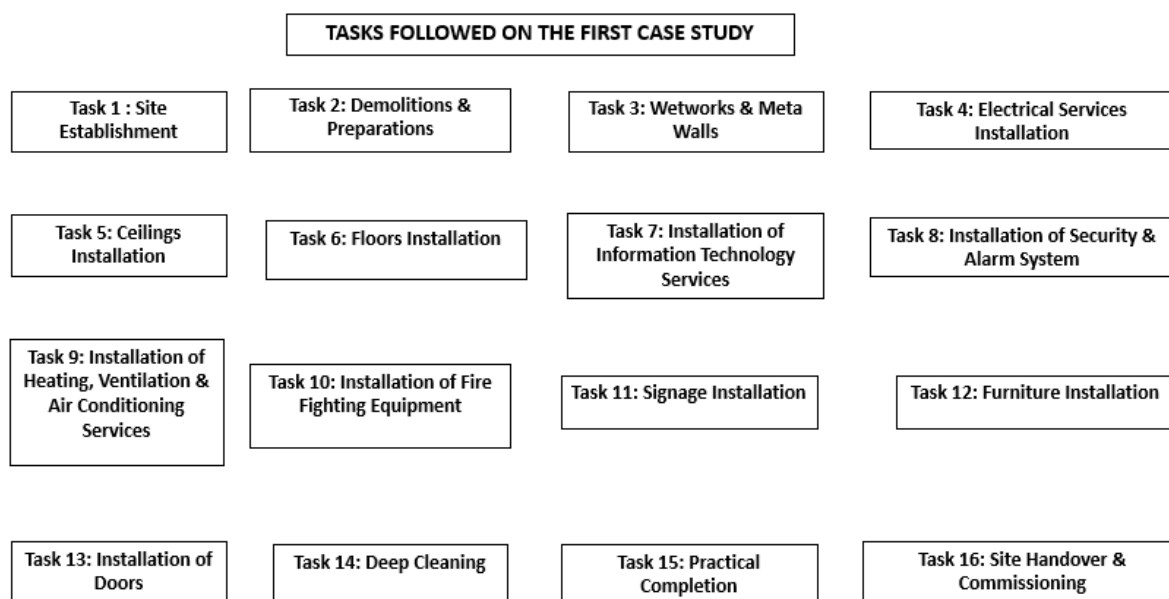 TASKS FOLLOWED ON THE FIRST CASE STUDY
Task 1 : Site
Establishment
Task 2: Demolitions &
Preparations
Task 3: Wetworks & Meta
Walls
Task 4: Electrical Services
Installation
Task 5: Ceilings
Installation
Task 6: Floors Installation
Task 7: Installation of
Information Technology
Services
Task 8: Installation of Security &
Alarm System
Task 9: Installation of
Heating, Ventilation &
Air Conditioning
Services
Task 10: Installation of Fire
Fighting Equipment
Task 11: Signage Installation
Task 12: Furniture Installation
Task 13: Installation of
Doors
Task 14: Deep Cleaning
Task 15: Practical
Completion
Task 16: Site Handover &
Commissioning